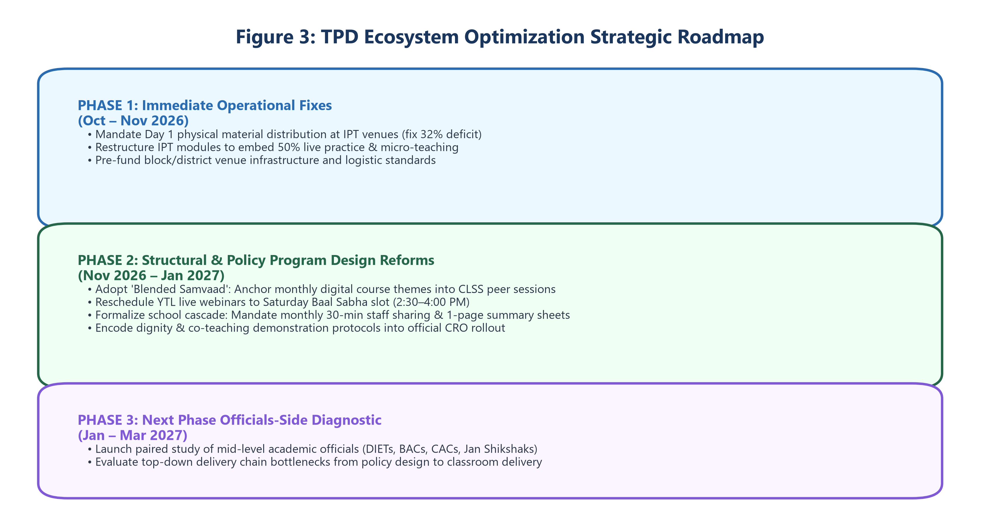 Figure 3: TPD Ecosystem Optimization Strategic Roadmap
PHASE 1: Immediate Operational Fixes
(Oct – Nov 2026)
• Mandate Day 1 physical material distribution at IPT venues (fix 32% deficit)
• Restructure IPT modules to embed 50% live practice & micro-teaching
• Pre-fund block/district venue infrastructure and logistic standards
PHASE 2: Structural & Policy Program Design Reforms
(Nov 2026 – Jan 2027)
• Adopt 'Blended Samvaad': Anchor monthly digital course themes into CLSS peer sessions
• Reschedule YTL live webinars to Saturday Baal Sabha slot (2:30–4:00 PM)
• Formalize school cascade: Mandate monthly 30-min staff sharing & 1-page summary sheets
• Encode dignity & co-teaching demonstration protocols into official CRO rollout
PHASE 3: Next Phase Officials-Side Diagnostic
(Jan – Mar 2027)
• Launch paired study of mid-level academic officials (DIETs, BACs, CACs, Jan Shikshaks)
• Evaluate top-down delivery chain bottlenecks from policy design to classroom delivery